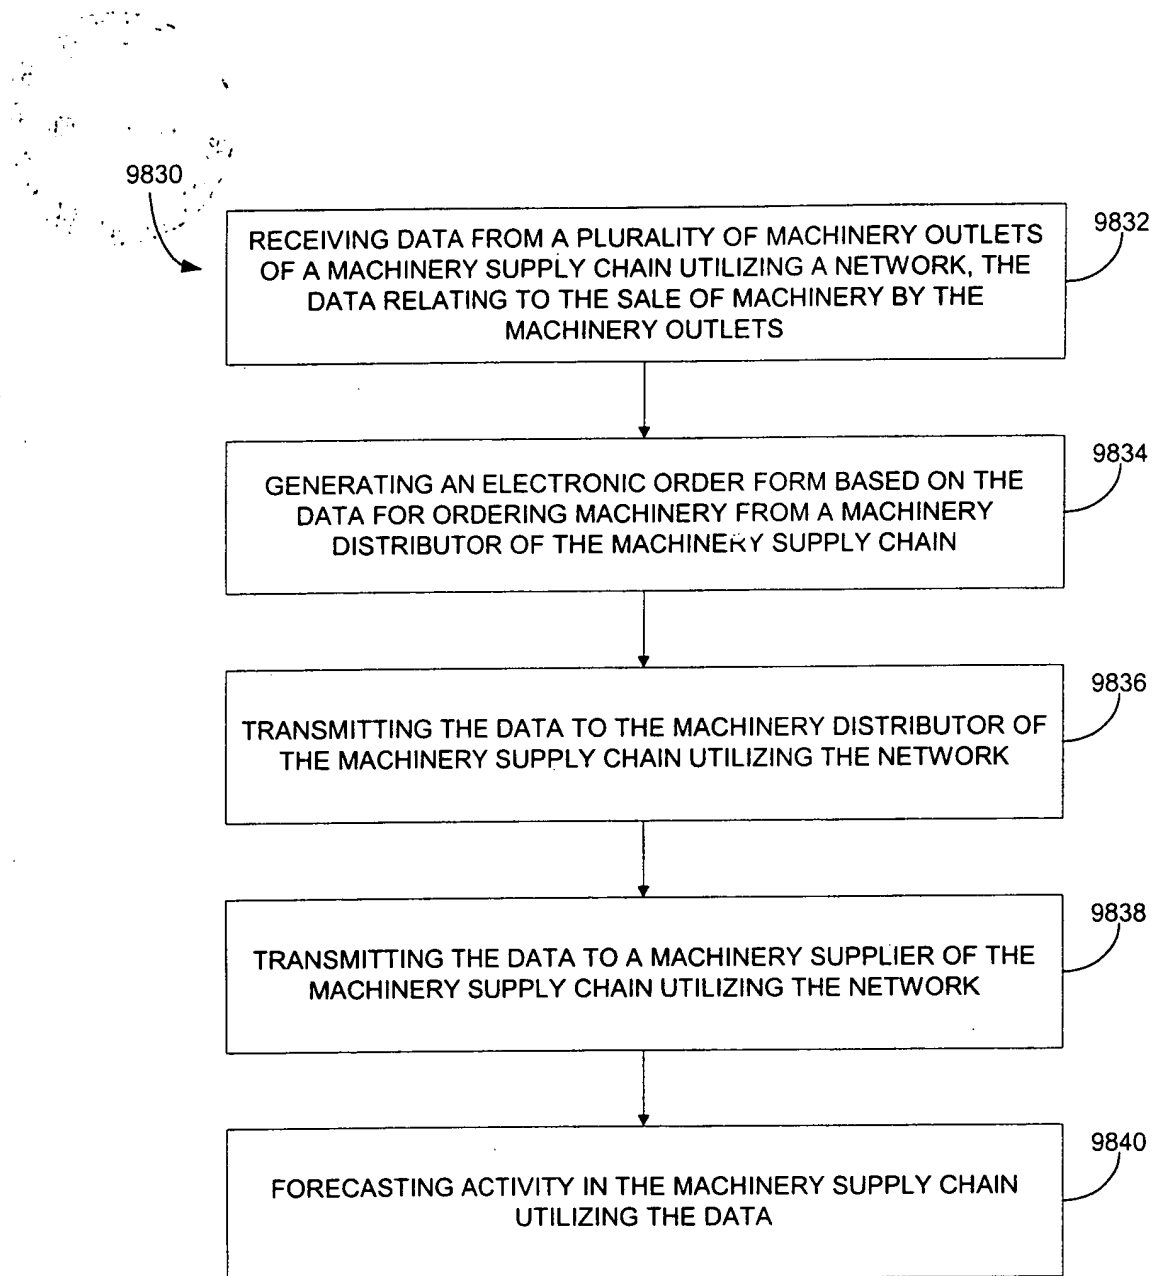 9830
9832
RECEIVING DATA FROM A PLURALITY OF MACHINERY OUTLETS
OF A MACHINERY SUPPLY CHAIN UTILIZING A NETWORK, THE
DATA RELATING TO THE SALE OF MACHINERY BY THE
MACHINERY OUTLETS
9834
GENERATING AN ELECTRONIC ORDER FORM BASED ON THE
DATA FOR ORDERING MACHINERY FROM A MACHINERY
DISTRIBUTOR OF THE MACHINERY SUPPLY CHAIN
9836
TRANSMITTING THE DATA TO THE MACHINERY DISTRIBUTOR OF
THE MACHINERY SUPPLY CHAIN UTILIZING THE NETWORK
9838
TRANSMITTING THE DATA TO A MACHINERY SUPPLIER OF THE
MACHINERY SUPPLY CHAIN UTILIZING THE NETWORK
9840
FORECASTING ACTIVITY IN THE MACHINERY SUPPLY CHAIN
UTILIZING THE DATA